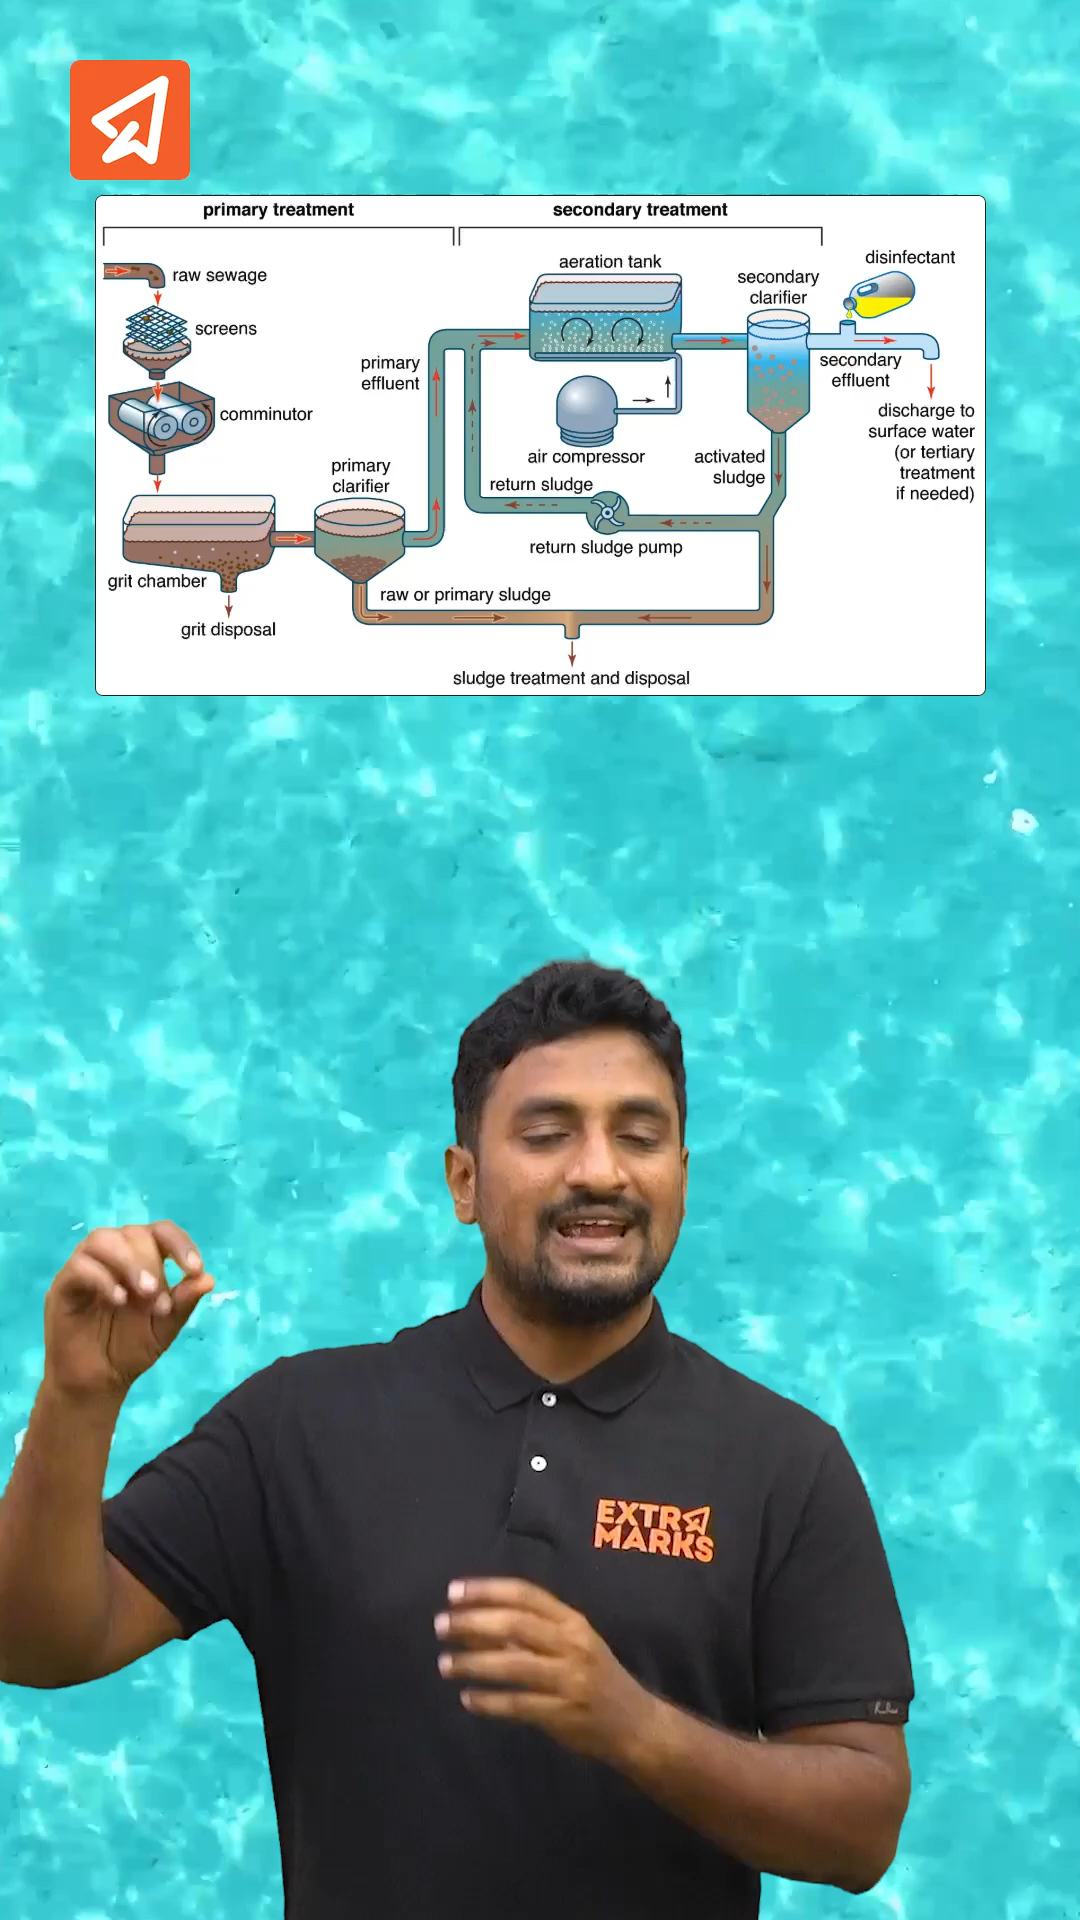 primary treatment
secondary treatment
raw sewage
screens
comminutor
grit chamber
grit disposal
primary
clarifier
primary
effluent
raw or primary sludge
aeration tank
air compressor
return sludge
return sludge pump
secondary
clarifier
activated
sludge
disinfectant
secondary
effluent
discharge to
surface water
(or tertiary
treatment
if needed)
sludge treatment and disposal
EXTRA
MARKS